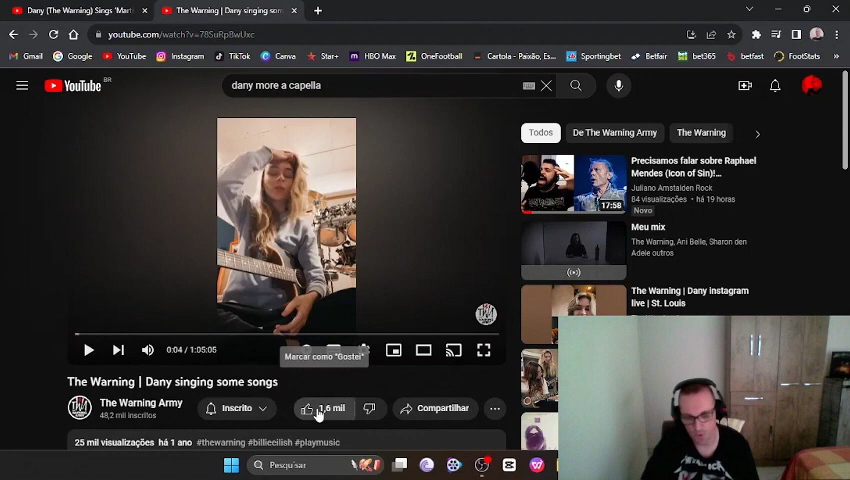 Dany (The Warning) Sings 'Marti
The Warning | Dany singing som
youtube.com/watch?v=78SuRpBwUxc
Gmail
Google
YouTube
Instagram
TikTok
Canva
Star+
HBO Max
OneFootball
Cartola - Paixão, Es...
Sportingbet
Betfair
bet365
betfast
FootStats
YouTube BR
dany more a capella
Todos
De The Warning Army
The Warning
Precisamos falar sobre Raphael
Mendes (Icon of Sin)!...
Juliano Amstalden Rock
84 visualizações • há 19 horas
Novo
17:58
Meu mix
The Warning, Ani Belle, Sharon den
Adele outros
The Warning | Dany instagram
live | St. Louis
0:04 / 1:05:05
Marcar como "Gostei"
The Warning | Dany singing some songs
The Warning Army
48,2 mil inscritos
Inscrito
1,6 mil
Compartilhar
25 mil visualizações há 1 ano #thewarning #billieeilish #playmusic
Pesquisar